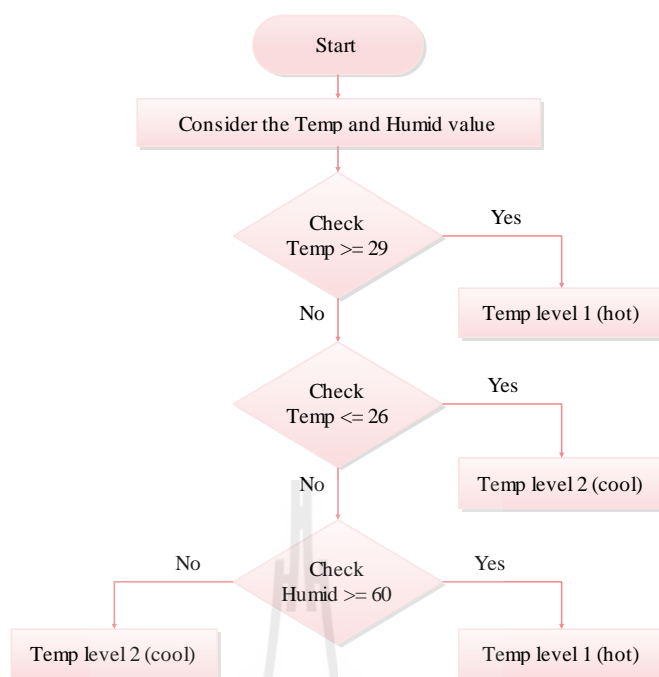 Start
Consider the Temp and Humid value
Check
Temp >= 29
Yes
Temp level 1 (hot)
No
Check
Temp <= 26
Yes
Temp level 2 (cool)
No
Check
Humid >= 60
No
Yes
Temp level 2 (cool)
Temp level 1 (hot)